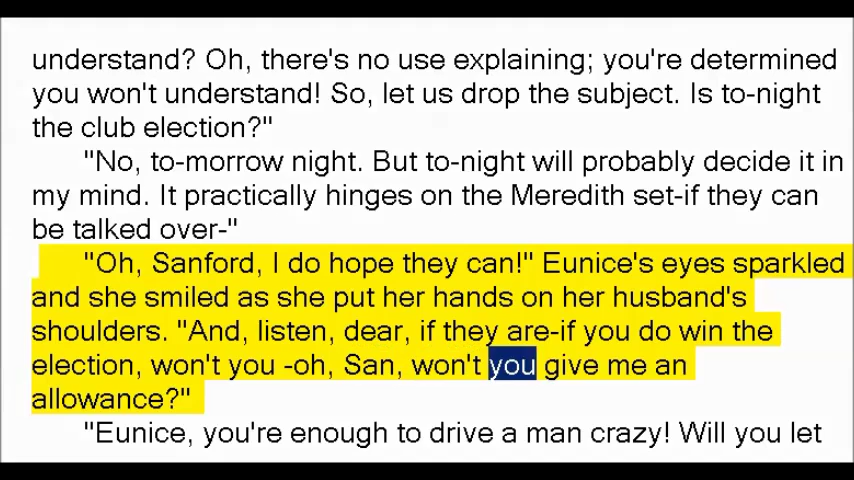 understand? Oh, there's no use explaining; you're determined
you won't understand! So, let us drop the subject. Is to-night
the club election?"
"No, to-morrow night. But to-night will probably decide it in
my mind. It practically hinges on the Meredith set-if they can
be talked over-"
"Oh, Sanford, I do hope they can!" Eunice's eyes sparkled
and she smiled as she put her hands on her husband's
shoulders. "And, listen, dear, if they are-if you do win the
election, won't you -oh, San, won't you give me an
allowance?"
"Eunice, you're enough to drive a man crazy! Will you let